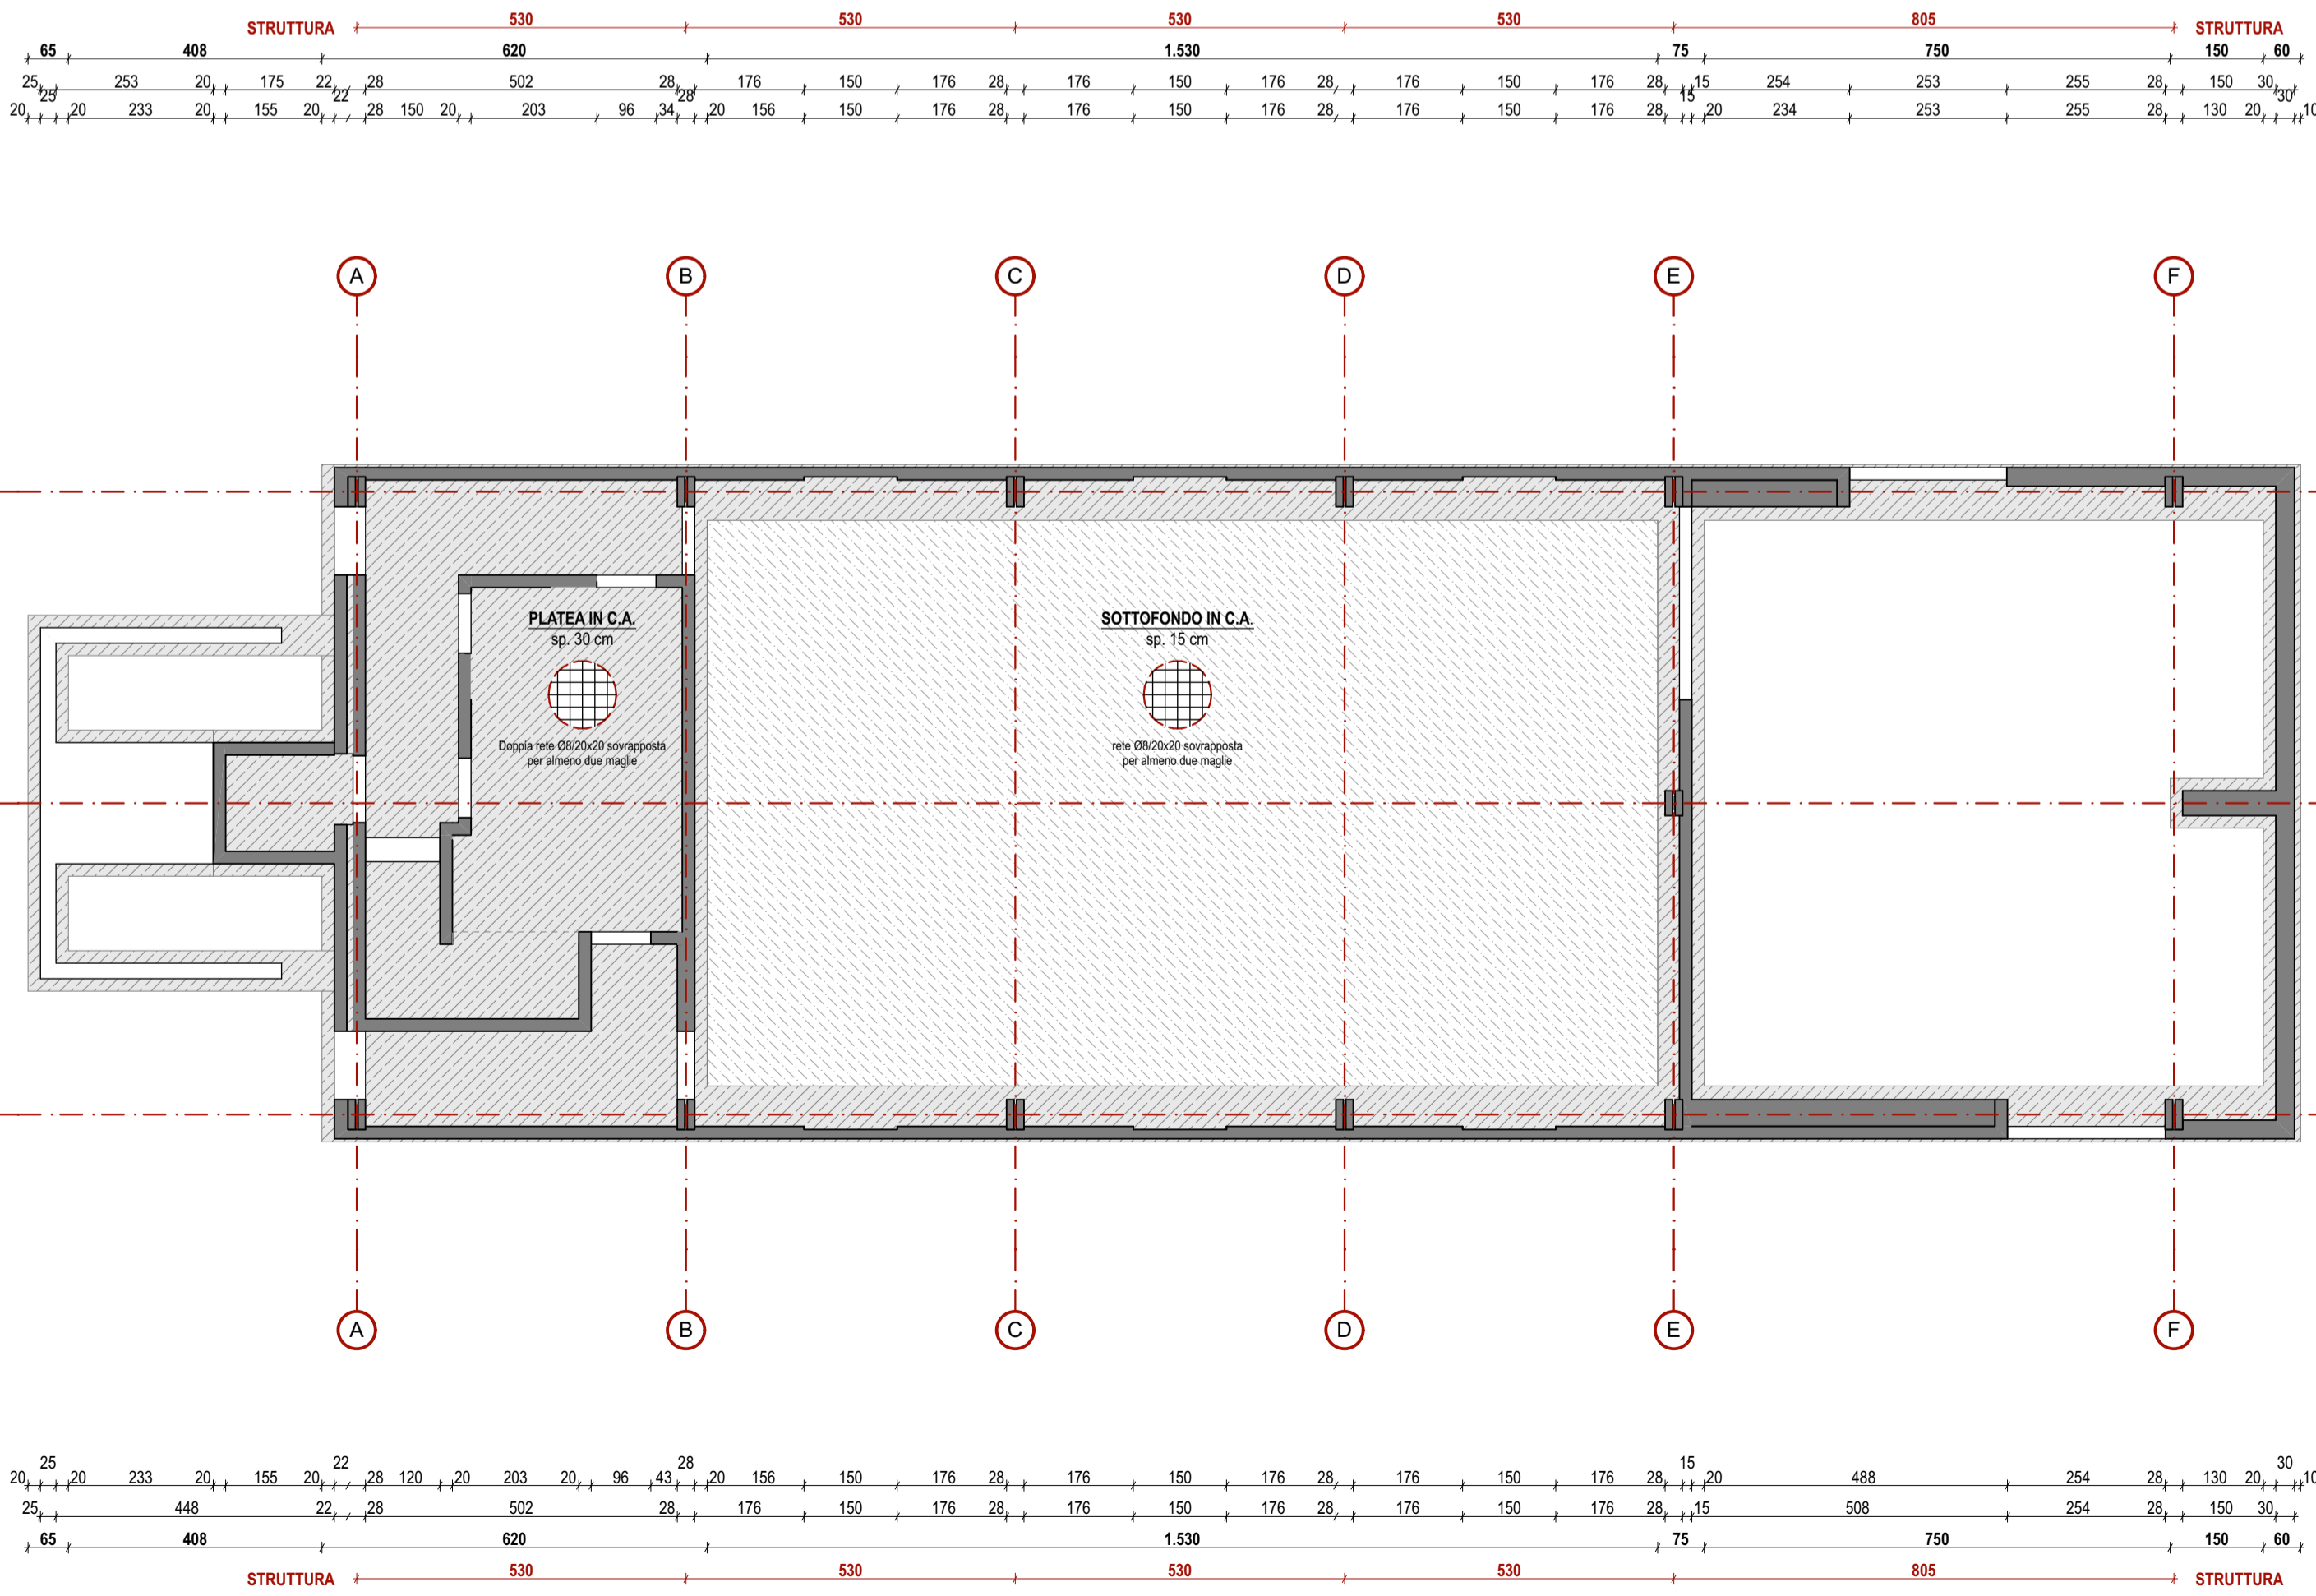 STRUTTURA 530 530 530 530 805 STRUTTURA
65 408 620 1.530 75 750 150 60
25 253 20 175 22 28 502 28 176 150 176 28 176 150 176 28 176 150 176 28 15 254 253 255 28 150 30
25 22 28 15 30
20 20 233 20 155 20 28 150 20 203 96 34 20 156 150 176 28 176 150 176 28 176 150 176 28 20 234 253 255 28 130 20 10
A B C D E F
PLATEA IN C.A. SOTTOFONDO IN C.A.
sp. 30 cm sp. 15 cm
Doppia rete Ø8/20x20 sovrapposta rete Ø8/20x20 sovrapposta
per almeno due maglie per almeno due maglie
A B C D E F
25 22 28 15 30
20 20 233 20 155 20 28 120 20 203 20 96 43 20 156 150 176 28 176 150 176 28 176 150 176 28 20 488 254 28 130 20 10
25 448 22 28 502 28 176 150 176 28 176 150 176 28 176 150 176 28 15 508 254 28 150 30
65 408 620 1.530 75 750 150 60
STRUTTURA 530 530 530 530 805 STRUTTURA